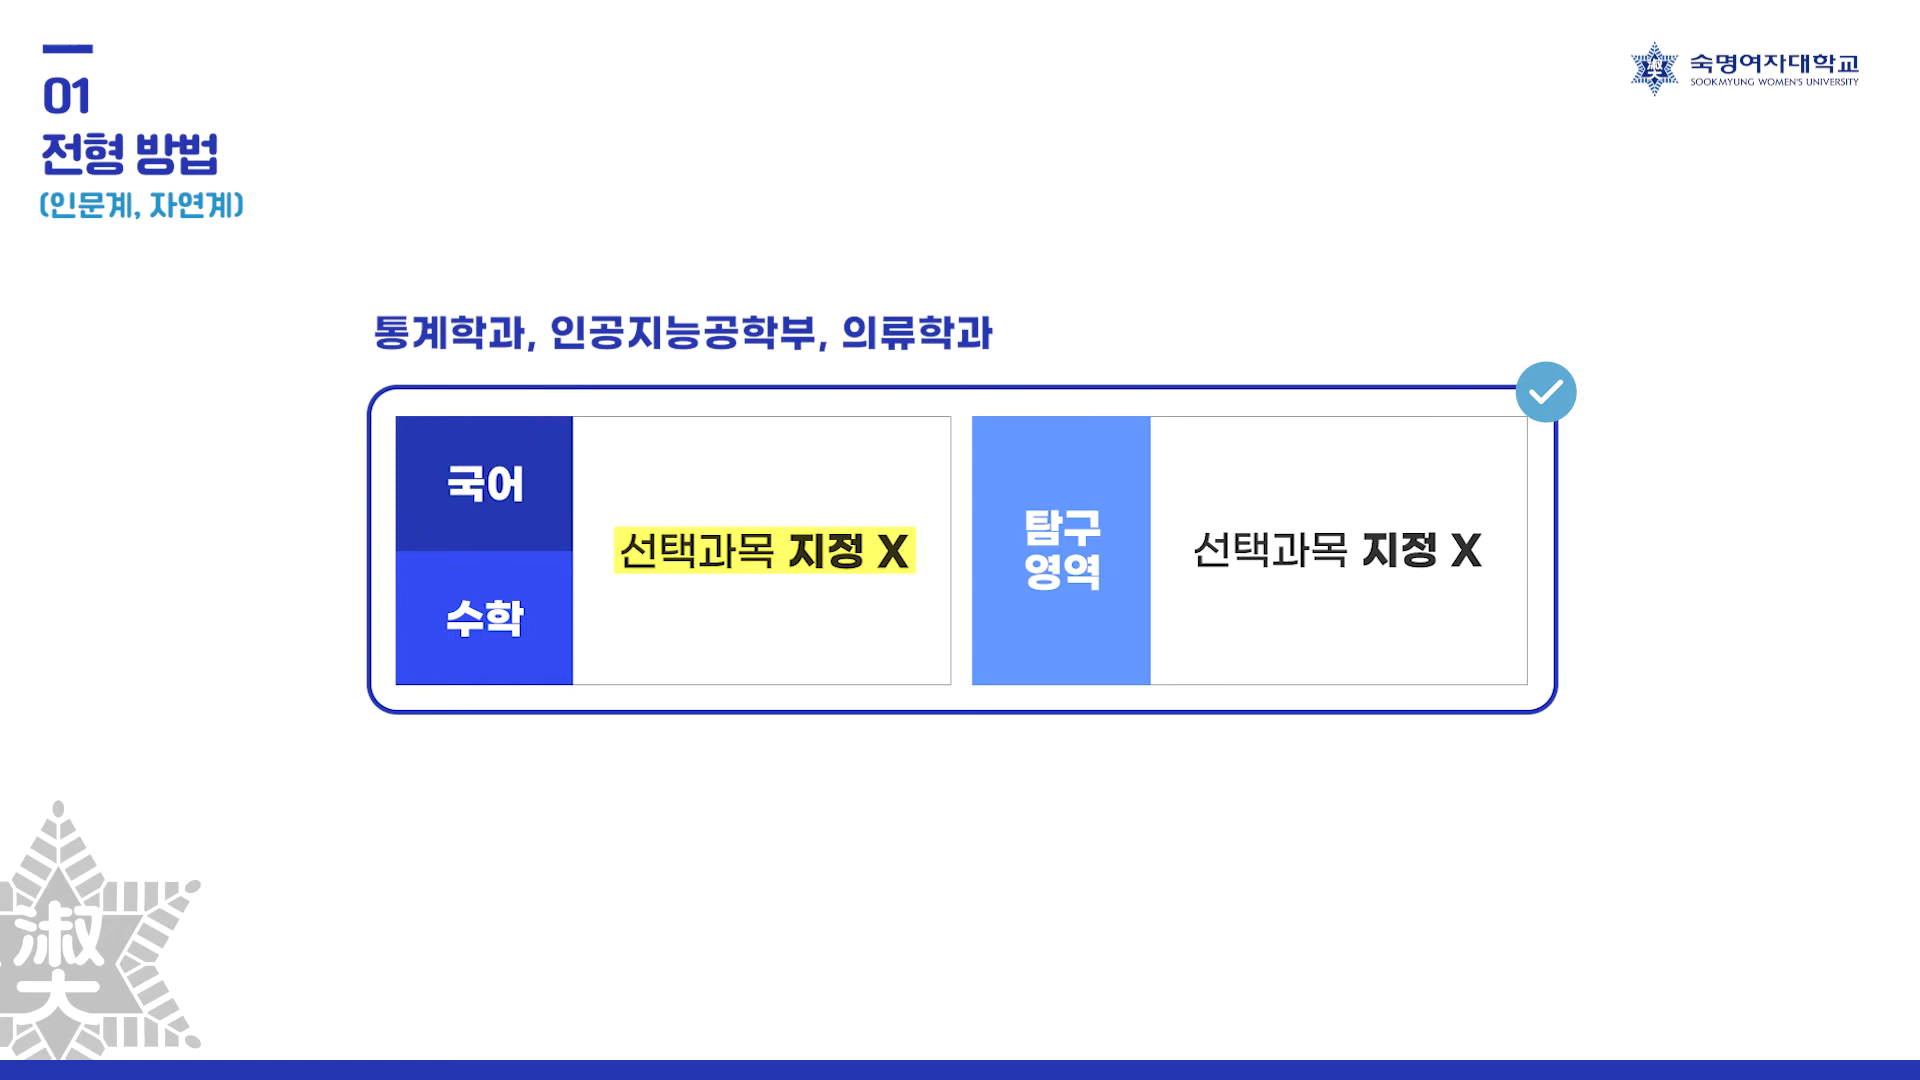 01
전형 방법
(인문계, 자연계)
숙명여자대학교
SOOKMYUNG WOMEN'S UNIVERSITY
통계학과, 인공지능공학부, 의류학과
국어
수학
선택과목 지정 X
탐구
영역
선택과목 지정 X
淑
大